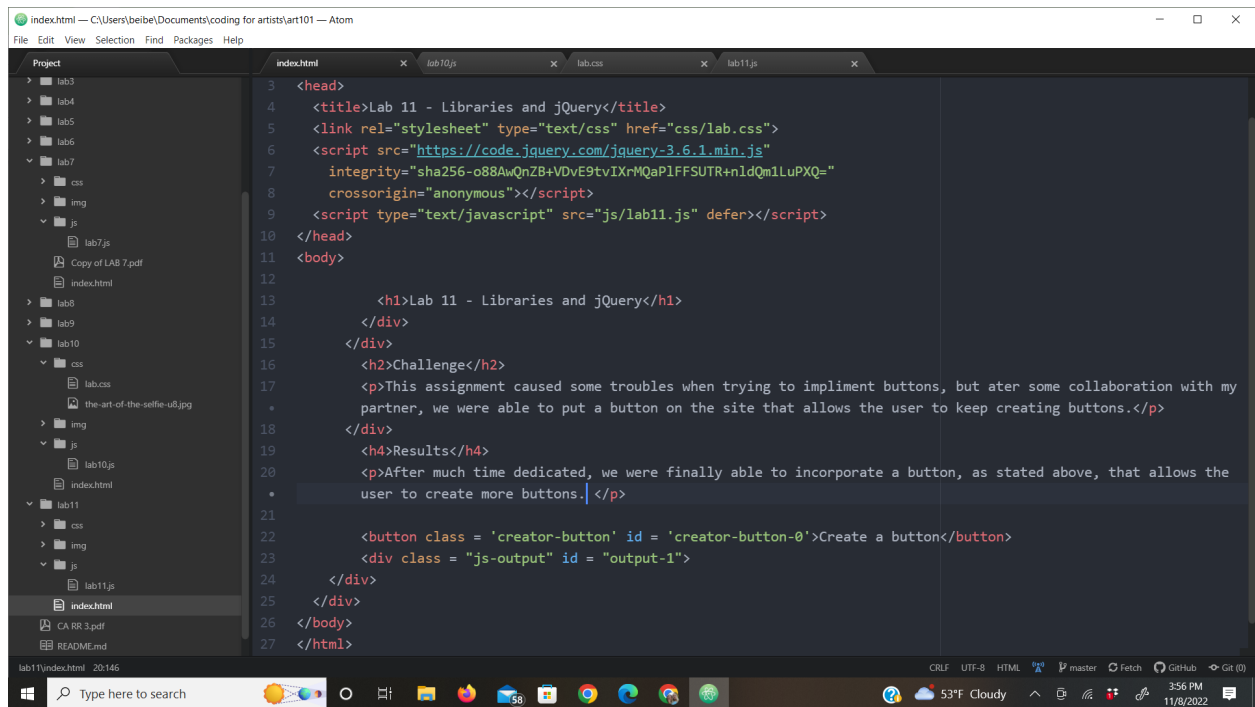 index.html — C:\Users\beibe\Documents\coding for artists\art101 — Atom
File Edit View Selection Find Packages Help
Project
index.html
lab10.js
lab.css
lab11.js
lab3
lab4
lab5
lab6
lab7
css
img
js
lab7.js
Copy of LAB 7.pdf
index.html
lab8
lab9
lab10
css
lab.css
the-art-of-the-selfie-u8.jpg
img
js
lab10.js
index.html
lab11
css
img
js
lab11.js
index.html
CA RR 3.pdf
README.md
3 <head>
4 <title>Lab 11 - Libraries and jQuery</title>
5 <link rel="stylesheet" type="text/css" href="css/lab.css">
6 <script src="https://code.jquery.com/jquery-3.6.1.min.js"
7 integrity="sha256-o88AwQnZB+VDvE9tvIXrMQaPlFFSUTR+nldQm1LuPXQ="
8 crossorigin="anonymous"></script>
9 <script type="text/javascript" src="js/lab11.js" defer></script>
10 </head>
11 <body>
12
13 <h1>Lab 11 - Libraries and jQuery</h1>
14 </div>
15 </div>
16 <h2>Challenge</h2>
17 <p>This assignment caused some troubles when trying to impliment buttons, but ater some collaboration with my
• partner, we were able to put a button on the site that allows the user to keep creating buttons.</p>
18 </div>
19 <h4>Results</h4>
20 <p>After much time dedicated, we were finally able to incorporate a button, as stated above, that allows the
• user to create more buttons. </p>
21
22 <button class = 'creator-button' id = 'creator-button-0'>Create a button</button>
23 <div class = "js-output" id = "output-1">
24 </div>
25 </div>
26 </body>
27 </html>
lab11\index.html 20:146
CRLF UTF-8 HTML master Fetch GitHub Git (0)
Type here to search
58
53°F Cloudy
3:56 PM
11/8/2022